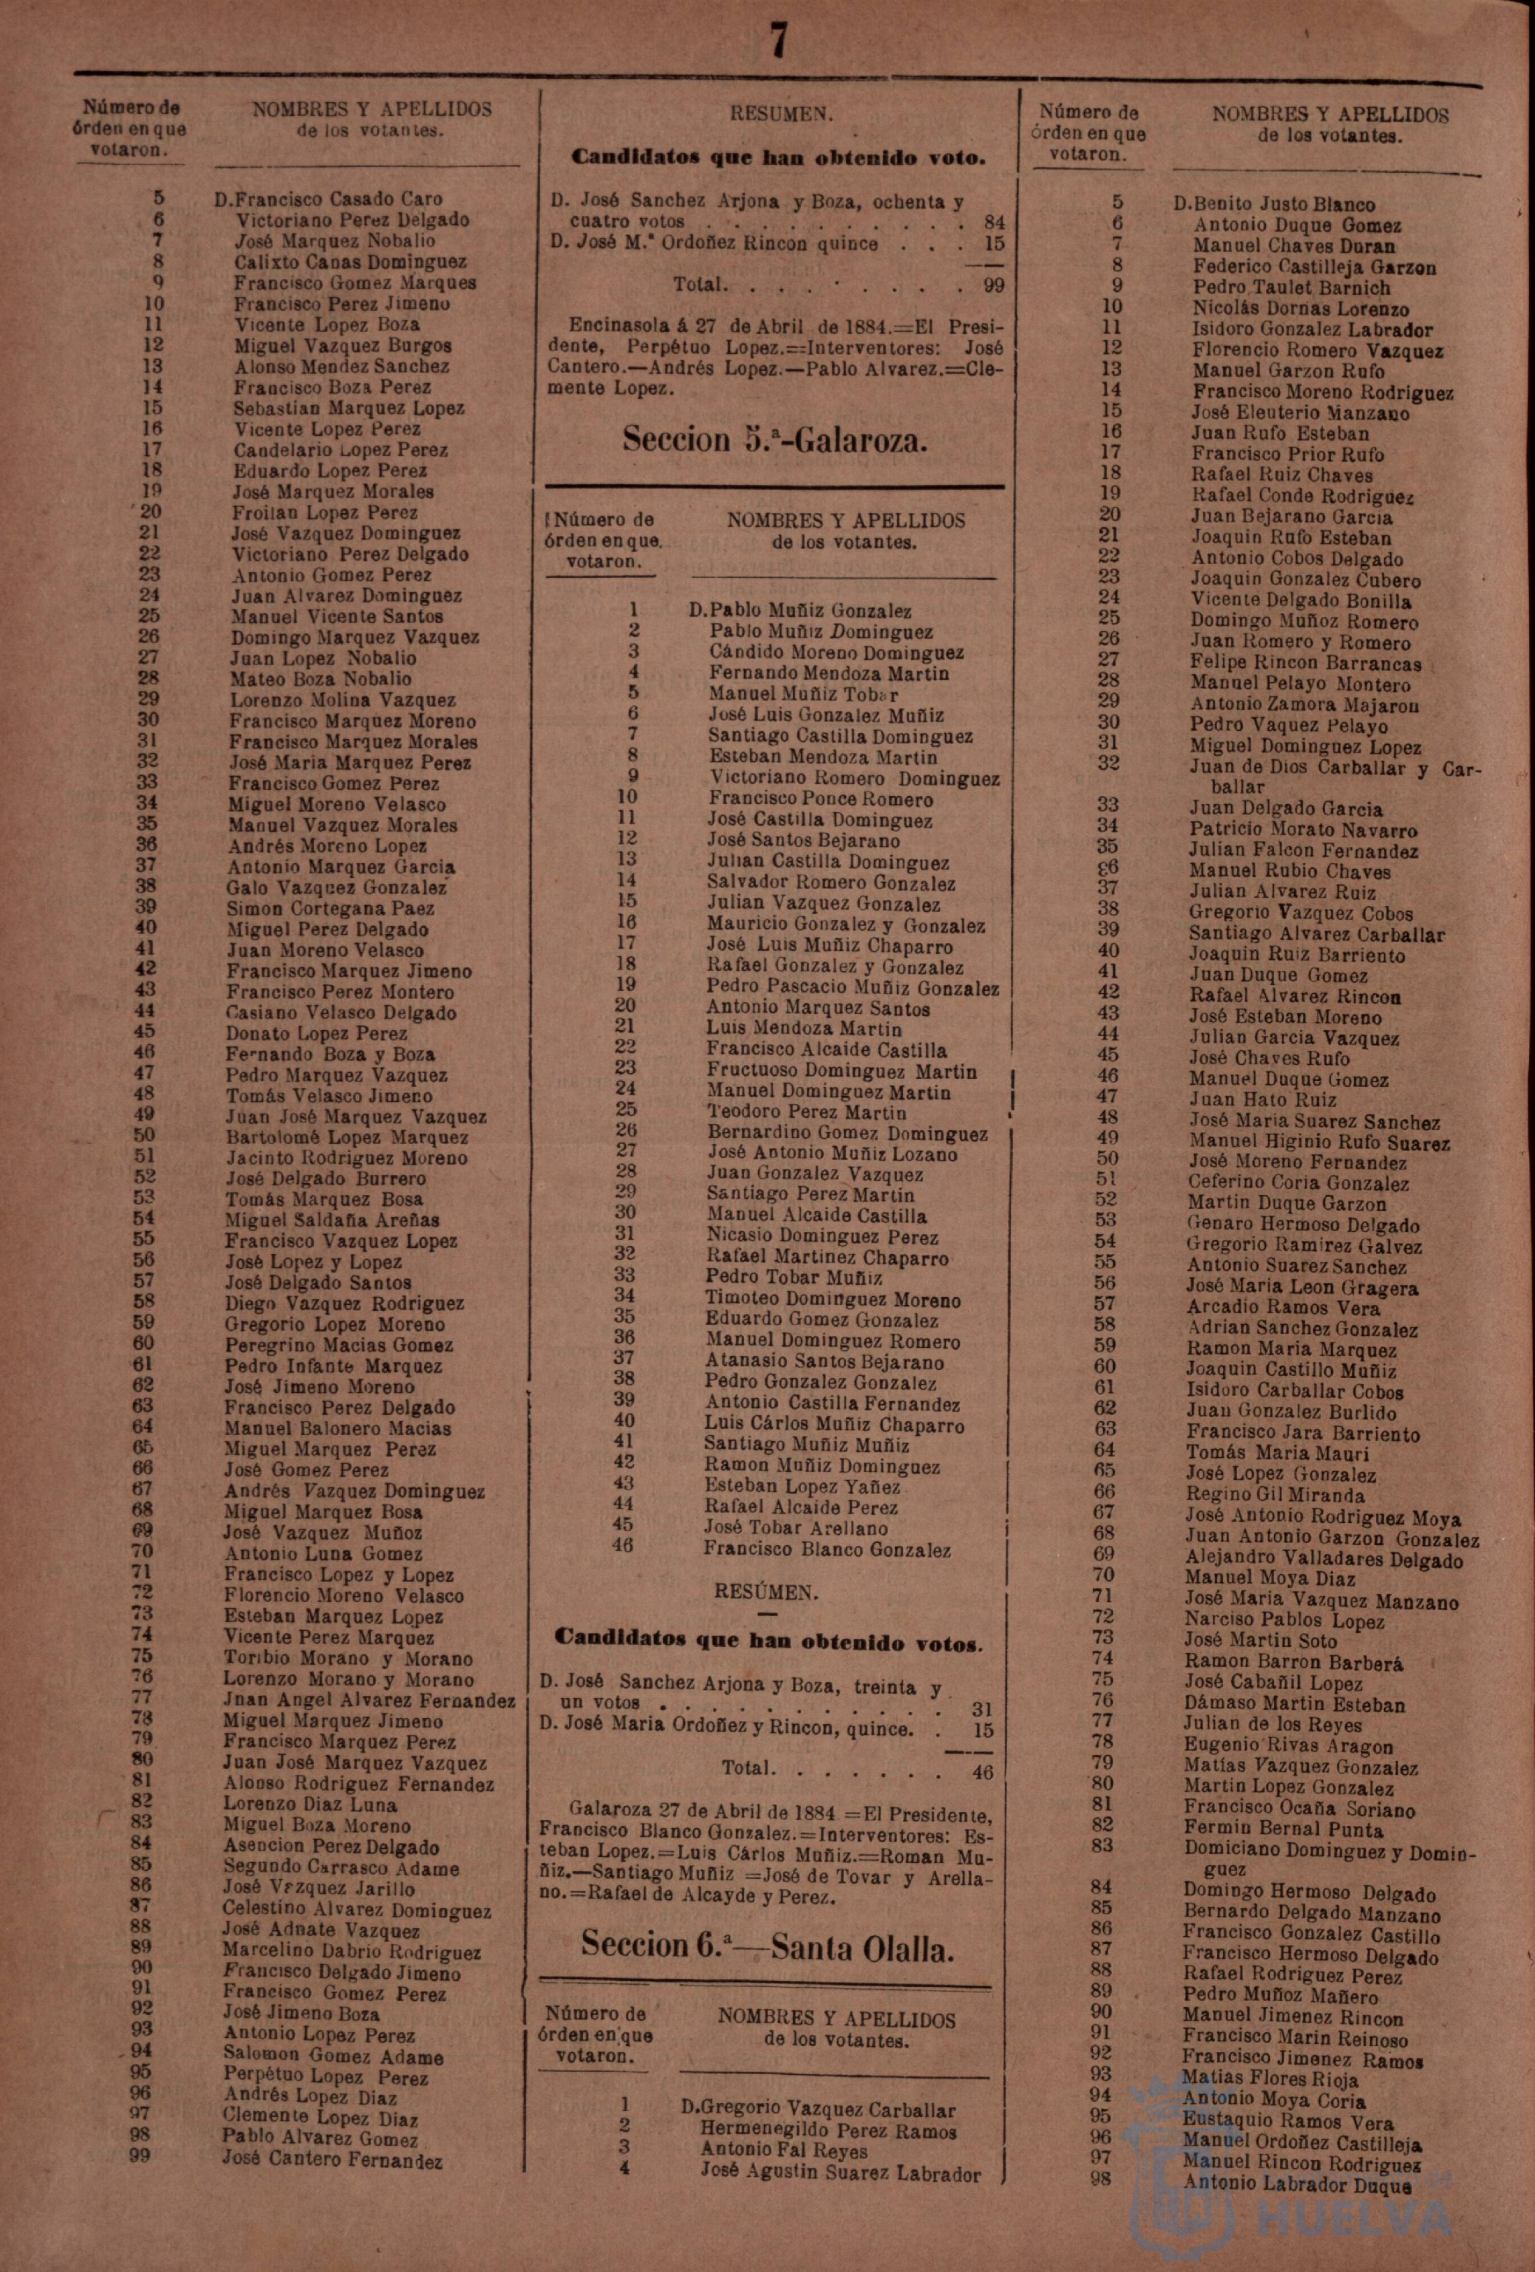 7
Número de
órden en que
votaron.
NOMBRES Y APELLIDOS
de los votantes.
5 D. Francisco Casado Caro
6 Victoriano Perez Delgado
7 José Marquez Nobalio
8 Calixto Canas Dominguez
9 Francisco Gomez Marques
10 Francisco Perez Jimeno
11 Vicente Lopez Boza
12 Miguel Vazquez Burgos
13 Alonso Mendez Sanchez
14 Francisco Boza Perez
15 Sebastian Marquez Lopez
16 Vicente Lopez Perez
17 Candelario Lopez Perez
18 Eduardo Lopez Perez
19 José Marquez Morales
20 Froilan Lopez Perez
21 José Vazquez Dominguez
22 Victoriano Perez Delgado
23 Antonio Gomez Perez
24 Juan Alvarez Dominguez
25 Manuel Vicente Santos
26 Domingo Marquez Vazquez
27 Juan Lopez Nobalio
28 Mateo Boza Nobalio
29 Lorenzo Molina Vazquez
30 Francisco Marquez Moreno
31 Francisco Marquez Morales
32 José Maria Marquez Perez
33 Francisco Gomez Perez
34 Miguel Moreno Velasco
35 Manuel Vazquez Morales
36 Andrés Moreno Lopez
37 Antonio Marquez Garcia
38 Galo Vazquez Gonzalez
39 Simon Cortegana Paez
40 Miguel Perez Delgado
41 Juan Moreno Velasco
42 Francisco Marquez Jimeno
43 Francisco Perez Montero
44 Casiano Velasco Delgado
45 Donato Lopez Perez
46 Fernando Boza y Boza
47 Pedro Marquez Vazquez
48 Tomás Velasco Jimeno
49 Juan José Marquez Vazquez
50 Bartolomé Lopez Marquez
51 Jacinto Rodriguez Moreno
52 José Delgado Burrero
53 Tomás Marquez Bosa
54 Miguel Saldaña Areñas
55 Francisco Vazquez Lopez
56 José Lopez y Lopez
57 José Delgado Santos
58 Diego Vazquez Rodriguez
59 Gregorio Lopez Moreno
60 Peregrino Macias Gomez
61 Pedro Infante Marquez
62 José Jimeno Moreno
63 Francisco Perez Delgado
64 Manuel Balonero Macias
65 Miguel Marquez Perez
66 José Gomez Perez
67 Andrés Vazquez Dominguez
68 Miguel Marquez Bosa
69 José Vazquez Muñoz
70 Antonio Luna Gomez
71 Francisco Lopez y Lopez
72 Florencio Moreno Velasco
73 Esteban Marquez Lopez
74 Vicente Perez Marquez
75 Toribio Morano y Morano
76 Lorenzo Morano y Morano
77 Jnan Angel Alvarez Fernandez
78 Miguel Marquez Jimeno
79 Francisco Marquez Perez
80 Juan José Marquez Vazquez
81 Alonso Rodriguez Fernandez
82 Lorenzo Diaz Luna
83 Miguel Boza Moreno
84 Asencion Perez Delgado
85 Segundo Carrasco Adame
86 José Vazquez Jarillo
87 Celestino Alvarez Dominguez
88 José Adnate Vazquez
89 Marcelino Dabrio Rodriguez
90 Francisco Delgado Jimeno
91 Francisco Gomez Perez
92 José Jimeno Boza
93 Antonio Lopez Perez
94 Salomon Gomez Adame
95 Perpétuo Lopez Perez
96 Andrés Lopez Diaz
97 Clemente Lopez Diaz
98 Pablo Alvarez Gomez
99 José Cantero Fernandez
RESUMEN.
Candidatos que han obtenido voto.
D. José Sanchez Arjona y Boza, ochenta y
cuatro votos . . . . . . . . . . . 84
D. José M.ª Ordoñez Rincon quince . . . 15
Total. . . . . . . . . . 99
Encinasola á 27 de Abril de 1884.=El Presi-
dente, Perpétuo Lopez.==Interventores: José
Cantero.—Andrés Lopez.—Pablo Alvarez.=Cle-
mente Lopez.
Seccion 5.ª-Galaroza.
Número de
órden en que
votaron.
NOMBRES Y APELLIDOS
de los votantes.
1 D. Pablo Muñiz Gonzalez
2 Pablo Muñiz Dominguez
3 Cándido Moreno Dominguez
4 Fernando Mendoza Martin
5 Manuel Muñiz Tobar
6 José Luis Gonzalez Muñiz
7 Santiago Castilla Dominguez
8 Esteban Mendoza Martin
9 Victoriano Romero Dominguez
10 Francisco Ponce Romero
11 José Castilla Dominguez
12 José Santos Bejarano
13 Julian Castilla Dominguez
14 Salvador Romero Gonzalez
15 Julian Vazquez Gonzalez
16 Mauricio Gonzalez y Gonzalez
17 José Luis Muñiz Chaparro
18 Rafael Gonzalez y Gonzalez
19 Pedro Pascacio Muñiz Gonzalez
20 Antonio Marquez Santos
21 Luis Mendoza Martin
22 Francisco Alcaide Castilla
23 Fructuoso Dominguez Martin
24 Manuel Dominguez Martin
25 Teodoro Perez Martin
26 Bernardino Gomez Dominguez
27 José Antonio Muñiz Lozano
28 Juan Gonzalez Vazquez
29 Santiago Perez Martin
30 Manuel Alcaide Castilla
31 Nicasio Dominguez Perez
32 Rafael Martinez Chaparro
33 Pedro Tobar Muñiz
34 Timoteo Dominguez Moreno
35 Eduardo Gomez Gonzalez
36 Manuel Dominguez Romero
37 Atanasio Santos Bejarano
38 Pedro Gonzalez Gonzalez
39 Antonio Castilla Fernandez
40 Luis Cárlos Muñiz Chaparro
41 Santiago Muñiz Muñiz
42 Ramon Muñiz Dominguez
43 Esteban Lopez Yañez
44 Rafael Alcaide Perez
45 José Tobar Arellano
46 Francisco Blanco Gonzalez
RESÚMEN.
Candidatos que han obtenido votos.
D. José Sanchez Arjona y Boza, treinta y
un votos . . . . . . . . . . . 31
D. José Maria Ordoñez y Rincon, quince. . 15
Total. . . . . . . . 46
Galaroza 27 de Abril de 1884 =El Presidente,
Francisco Blanco Gonzalez.=Interventores: Es-
teban Lopez.=Luis Cárlos Muñiz.=Roman Mu-
ñiz.—Santiago Muñiz =José de Tovar y Arella-
no.=Rafael de Alcayde y Perez.
Seccion 6.ª—Santa Olalla.
Número de
órden en que
votaron.
NOMBRES Y APELLIDOS
de los votantes.
1 D. Gregorio Vazquez Carballar
2 Hermenegildo Perez Ramos
3 Antonio Fal Reyes
4 José Agustin Suarez Labrador
Número de
órden en que
votaron.
NOMBRES Y APELLIDOS
de los votantes.
5 D. Benito Justo Blanco
6 Antonio Duque Gomez
7 Manuel Chaves Duran
8 Federico Castilleja Garzon
9 Pedro Taulet Barnich
10 Nicolás Dornas Lorenzo
11 Isidoro Gonzalez Labrador
12 Florencio Romero Vazquez
13 Manuel Garzon Rufo
14 Francisco Moreno Rodriguez
15 José Eleuterio Manzano
16 Juan Rufo Esteban
17 Francisco Prior Rufo
18 Rafael Ruiz Chaves
19 Rafael Conde Rodriguez
20 Juan Bejarano Garcia
21 Joaquin Rufo Esteban
22 Antonio Cobos Delgado
23 Joaquin Gonzalez Cubero
24 Vicente Delgado Bonilla
25 Domingo Muñoz Romero
26 Juan Romero y Romero
27 Felipe Rincon Barrancas
28 Manuel Pelayo Montero
29 Antonio Zamora Majaron
30 Pedro Vaquez Pelayo
31 Miguel Dominguez Lopez
32 Juan de Dios Carballar y Car-
ballar
33 Juan Delgado Garcia
34 Patricio Morato Navarro
35 Julian Falcon Fernandez
36 Manuel Rubio Chaves
37 Julian Alvarez Ruiz
38 Gregorio Vazquez Cobos
39 Santiago Alvarez Carballar
40 Joaquin Ruiz Barriento
41 Juan Duque Gomez
42 Rafael Alvarez Rincon
43 José Esteban Moreno
44 Julian Garcia Vazquez
45 José Chaves Rufo
46 Manuel Duque Gomez
47 Juan Hato Ruiz
48 José Maria Suarez Sanchez
49 Manuel Higinio Rufo Suarez
50 José Moreno Fernandez
51 Ceferino Coria Gonzalez
52 Martin Duque Garzon
53 Genaro Hermoso Delgado
54 Gregorio Ramirez Galvez
55 Antonio Suarez Sanchez
56 José Maria Leon Gragera
57 Arcadio Ramos Vera
58 Adrian Sanchez Gonzalez
59 Ramon Maria Marquez
60 Joaquin Castillo Muñiz
61 Isidoro Carballar Cobos
62 Juan Gonzalez Burlido
63 Francisco Jara Barriento
64 Tomás Maria Mauri
65 José Lopez Gonzalez
66 Regino Gil Miranda
67 José Antonio Rodriguez Moya
68 Juan Antonio Garzon Gonzalez
69 Alejandro Valladares Delgado
70 Manuel Moya Diaz
71 José Maria Vazquez Manzano
72 Narciso Pablos Lopez
73 José Martin Soto
74 Ramon Barron Barberá
75 José Cabañil Lopez
76 Dámaso Martin Esteban
77 Julian de los Reyes
78 Eugenio Rivas Aragon
79 Matías Vazquez Gonzalez
80 Martin Lopez Gonzalez
81 Francisco Ocaña Soriano
82 Fermin Bernal Punta
83 Domiciano Dominguez y Domin-
guez
84 Domingo Hermoso Delgado
85 Bernardo Delgado Manzano
86 Francisco Gonzalez Castillo
87 Francisco Hermoso Delgado
88 Rafael Rodriguez Perez
89 Pedro Muñoz Mañero
90 Manuel Jimenez Rincon
91 Francisco Marin Reinoso
92 Francisco Jimenez Ramos
93 Matias Flores Rioja
94 Antonio Moya Coria
95 Eustaquio Ramos Vera
96 Manuel Ordoñez Castilleja
97 Manuel Rincon Rodriguez
98 Antonio Labrador Duque
HUELVA